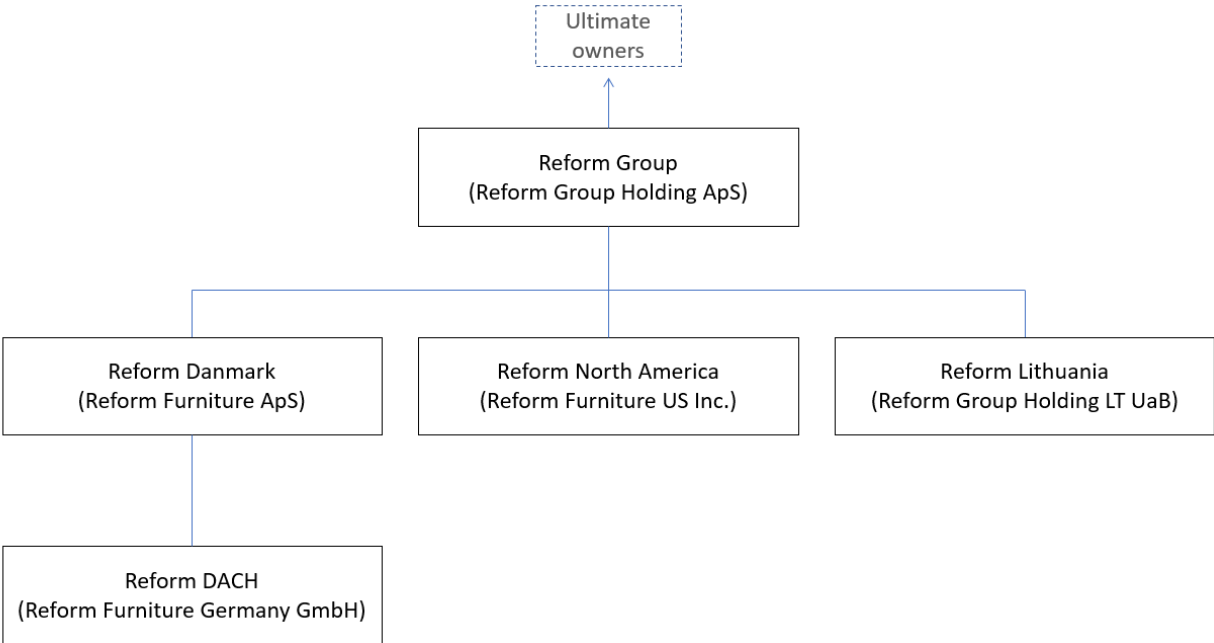 Ultimate
owners
Reform Group
(Reform Group Holding ApS)
Reform Danmark
(Reform Furniture ApS)
Reform North America
(Reform Furniture US Inc.)
Reform Lithuania
(Reform Group Holding LT UaB)
Reform DACH
(Reform Furniture Germany GmbH)